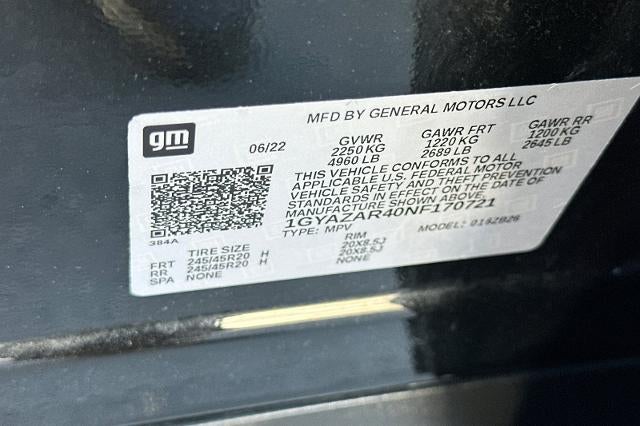 MFD BY GENERAL MOTORS LLC
gm
06/22
GVWR GAWR FRT GAWR RR
2250 KG 1220 KG 1200 KG
4960 LB 2689 LB 2645 LB
THIS VEHICLE CONFORMS TO ALL
APPLICABLE U.S. FEDERAL MOTOR
VEHICLE SAFETY AND THEFT PREVENTION
STANDARDS IN EFFECT ON THE DATE OF
MANUFACTURE SHOWN ABOVE
1GYAZAR40NF170721
TYPE: MPV MODEL:
384A
TIRE SIZE RIM
FRT 245/45R20 H 20X8.5J
RR 245/45R20 H 20X8.5J
SPA NONE NONE